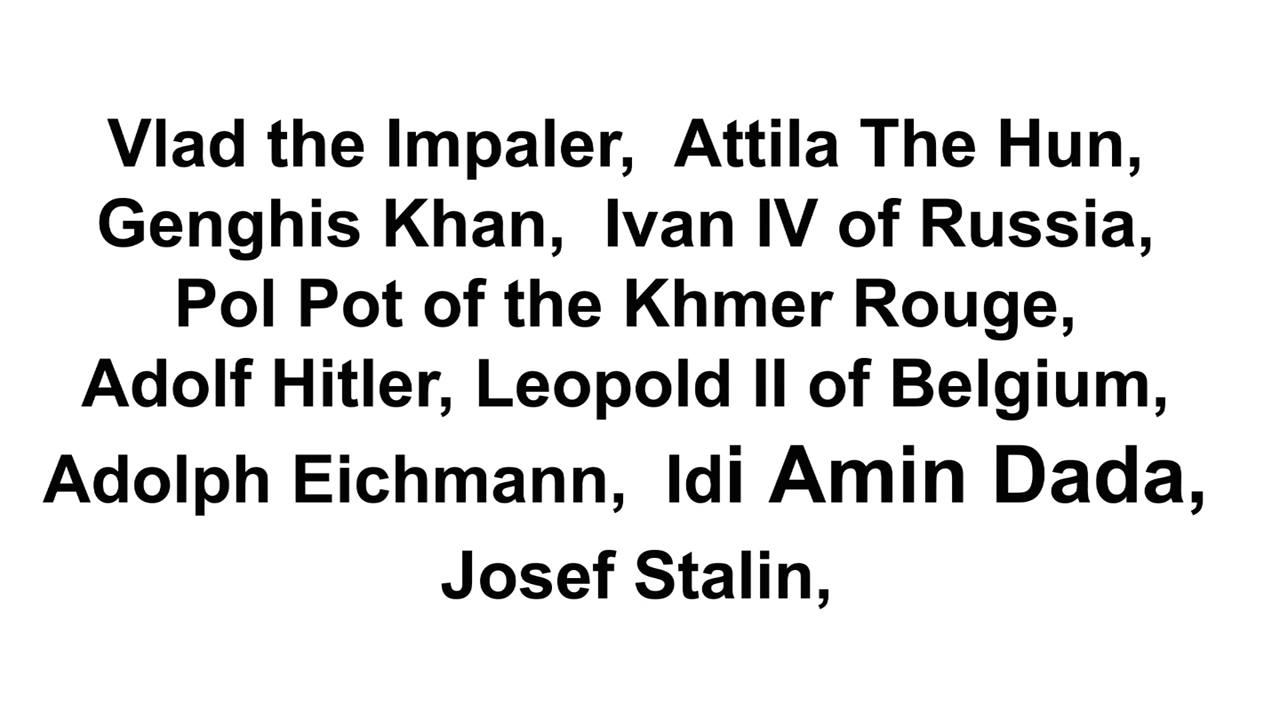 Vlad the Impaler,  Attila The Hun,
Genghis Khan,  Ivan IV of Russia,
Pol Pot of the Khmer Rouge,
Adolf Hitler, Leopold II of Belgium,
Adolph Eichmann,  Idi Amin Dada,
Josef Stalin,